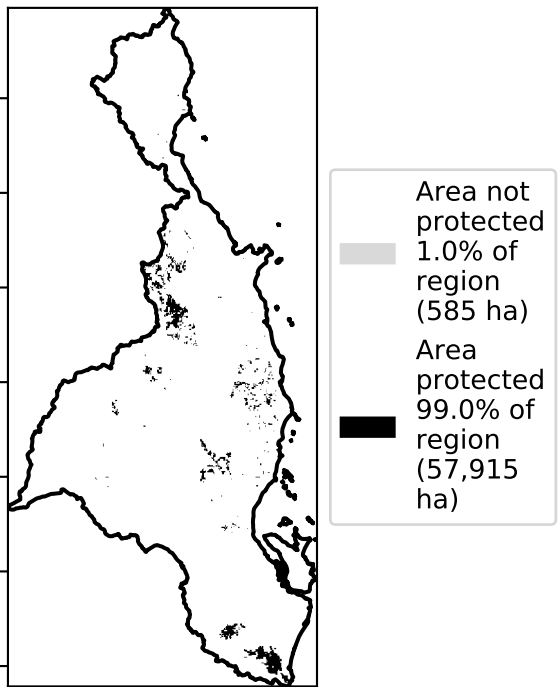 Area not
protected
1.0% of
region
(585 ha)
Area
protected
99.0% of
region
(57,915
ha)